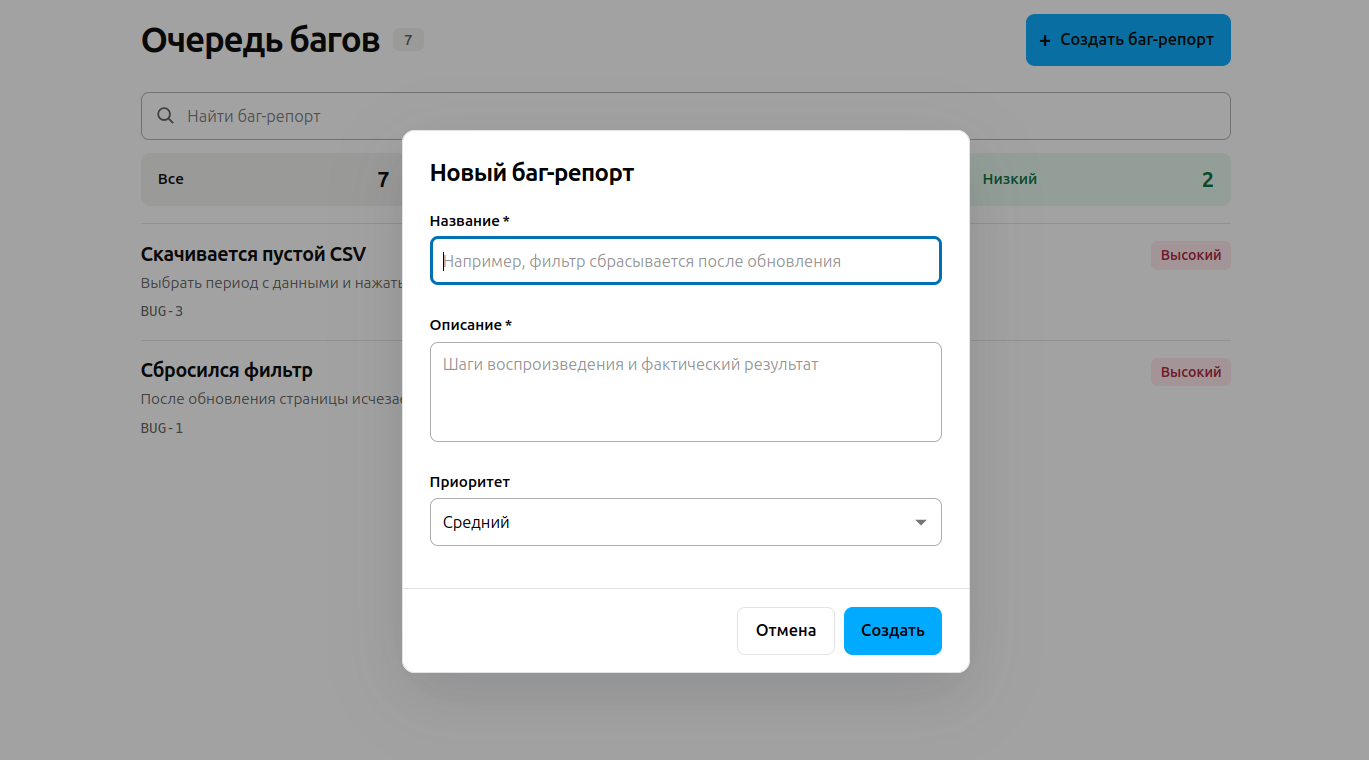 Очередь багов 7
+ Создать баг-репорт
Найти баг-репорт
Все 7
Низкий 2
Скачивается пустой CSV
Высокий
Выбрать период с данными и нажать
BUG-3
Сбросился фильтр
Высокий
После обновления страницы исчеза
BUG-1
Новый баг-репорт
Название *
Например, фильтр сбрасывается после обновления
Описание *
Шаги воспроизведения и фактический результат
Приоритет
Средний
Отмена
Создать